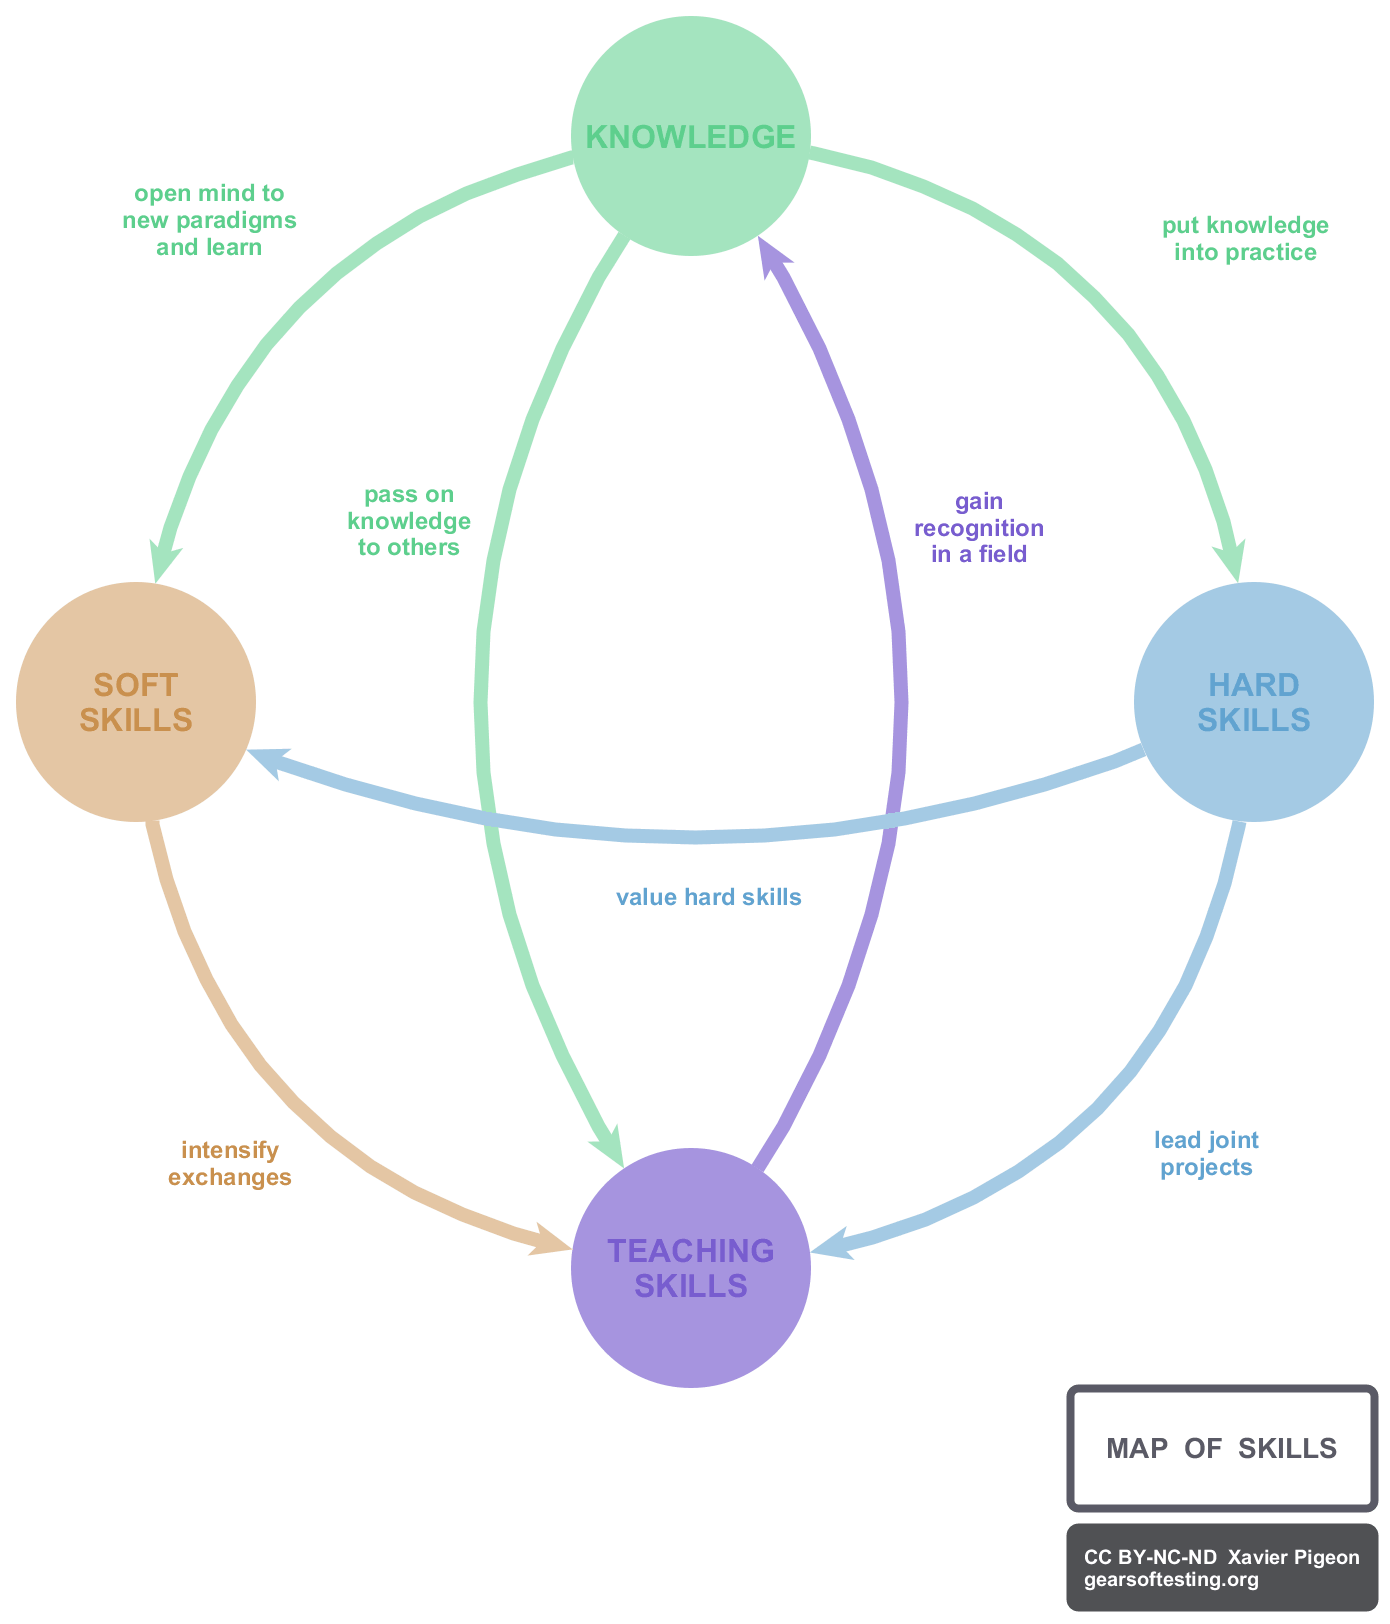 KNOWLEDGE
open mind to
new paradigms
and learn
put knowledge
into practice
pass on
knowledge
to others
gain
recognition
in a field
SOFT
SKILLS
HARD
SKILLS
value hard skills
intensify
exchanges
lead joint
projects
TEACHING
SKILLS
MAP OF SKILLS
CC BY-NC-ND Xavier Pigeon
gearsoftesting.org